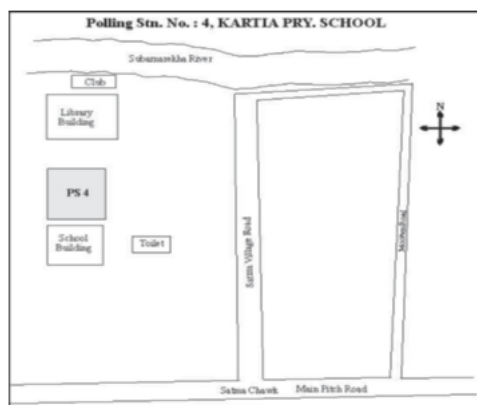 Polling Stn. No. : 4, KARTIA PRY. SCHOOL
Subarnarekha River
Club
Library
Building
N
PS 4
School
Building
Toilet
Village Road
Satma Chawk
Main Pitch Road